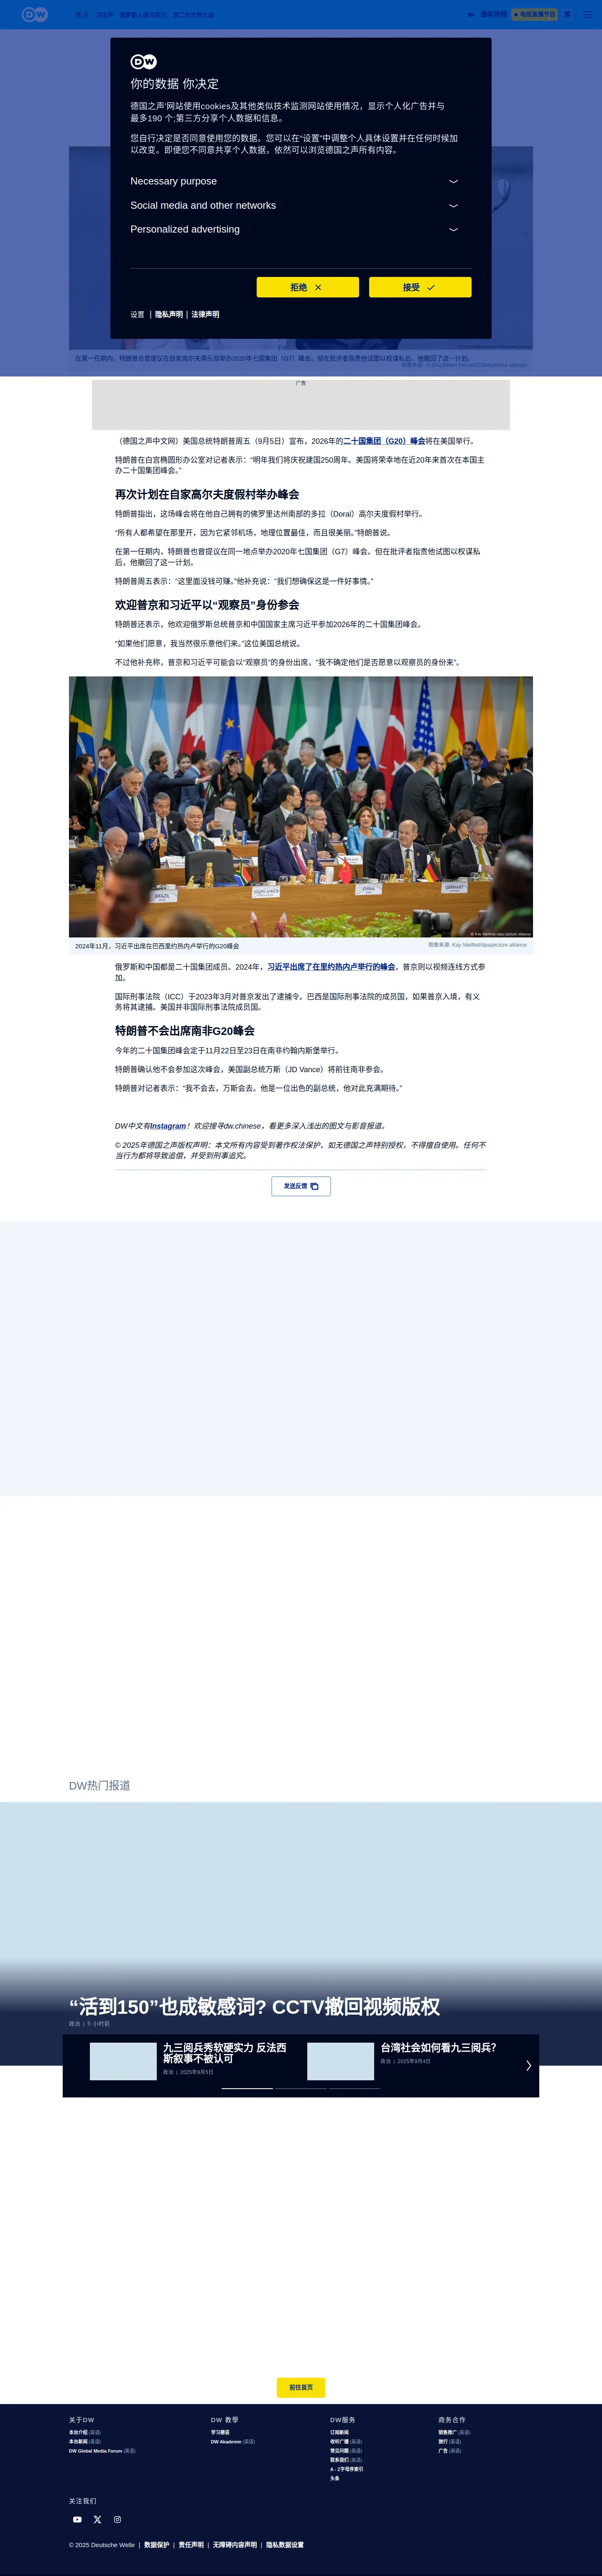 DW
热点 习近平 俄罗斯入侵乌克兰 第二次世界大战
最新视频
电视直播节目
DW
你的数据 你决定
德国之声'网站使用cookies及其他类似技术监测网站使用情况，显示个人化广告并与
最多190 个;第三方分享个人数据和信息。
您自行决定是否同意使用您的数据。您可以在“设置”中调整个人具体设置并在任何时候加
以改变。即便您不同意共享个人数据，依然可以浏览德国之声所有内容。
Necessary purpose
Social media and other networks
Personalized advertising
拒绝
接受
设置 | 隐私声明 | 法律声明
在第一任期内，特朗普也曾提议在自家高尔夫俱乐部举办2020年七国集团（G7）峰会。但在批评者指责他试图以权谋私后，他撤回了这一计划。
广告
（德国之声中文网）美国总统特朗普周五（9月5日）宣布，2026年的二十国集团（G20）峰会将在美国举行。
特朗普在白宫椭圆形办公室对记者表示：“明年我们将庆祝建国250周年。美国将荣幸地在近20年来首次在本国主
办二十国集团峰会。”
再次计划在自家高尔夫度假村举办峰会
特朗普指出，这场峰会将在他自己拥有的佛罗里达州南部的多拉（Doral）高尔夫度假村举行。
“所有人都希望在那里开，因为它紧邻机场，地理位置最佳，而且很美丽。”特朗普说。
在第一任期内，特朗普也曾提议在同一地点举办2020年七国集团（G7）峰会。但在批评者指责他试图以权谋私
后，他撤回了这一计划。
特朗普周五表示：“这里面没钱可赚。”他补充说：“我们想确保这是一件好事情。”
欢迎普京和习近平以“观察员”身份参会
特朗普还表示，他欢迎俄罗斯总统普京和中国国家主席习近平参加2026年的二十国集团峰会。
“如果他们愿意，我当然很乐意他们来。”这位美国总统说。
不过他补充称，普京和习近平可能会以“观察员”的身份出席，“我不确定他们是否愿意以观察员的身份来”。
BRAZIL
SOUTH AFRICA
CHINA
GERMANY
© Kay Nietfeld/dpa/picture alliance
2024年11月，习近平出席在巴西里约热内卢举行的G20峰会
图像来源: Kay Nietfeld/dpa/picture alliance
俄罗斯和中国都是二十国集团成员。2024年，习近平出席了在里约热内卢举行的峰会，普京则以视频连线方式参
加。
国际刑事法院（ICC）于2023年3月对普京发出了逮捕令。巴西是国际刑事法院的成员国，如果普京入境，有义
务将其逮捕。美国并非国际刑事法院成员国。
特朗普不会出席南非G20峰会
今年的二十国集团峰会定于11月22日至23日在南非约翰内斯堡举行。
特朗普确认他不会参加这次峰会，美国副总统万斯（JD Vance）将前往南非参会。
特朗普对记者表示：“我不会去，万斯会去。他是一位出色的副总统，他对此充满期待。”
DW中文有Instagram！欢迎搜寻dw.chinese，看更多深入浅出的图文与影音报道。
© 2025年德国之声版权声明：本文所有内容受到著作权法保护，如无德国之声特别授权，不得擅自使用。任何不
当行为都将导致追偿，并受到刑事追究。
发送反馈
DW热门报道
“活到150”也成敏感词? CCTV撤回视频版权
政治 | 5 小时前
九三阅兵秀软硬实力 反法西
斯叙事不被认可
政治 | 2025年9月5日
台湾社会如何看九三阅兵?
政治 | 2025年9月4日
前往首页
关于DW
本台介绍 (英语)
本台新闻 (英语)
DW Global Media Forum (英语)
DW 教學
学习德语
DW Akademie (英语)
DW服务
订阅新闻
收听广播 (英语)
常见问题 (英语)
联系我们 (英语)
A - Z字母序索引
头条
商务合作
销售推广 (英语)
旅行 (英语)
广告 (英语)
关注我们
© 2025 Deutsche Welle | 数据保护 | 责任声明 | 无障碍内容声明 | 隐私数据设置